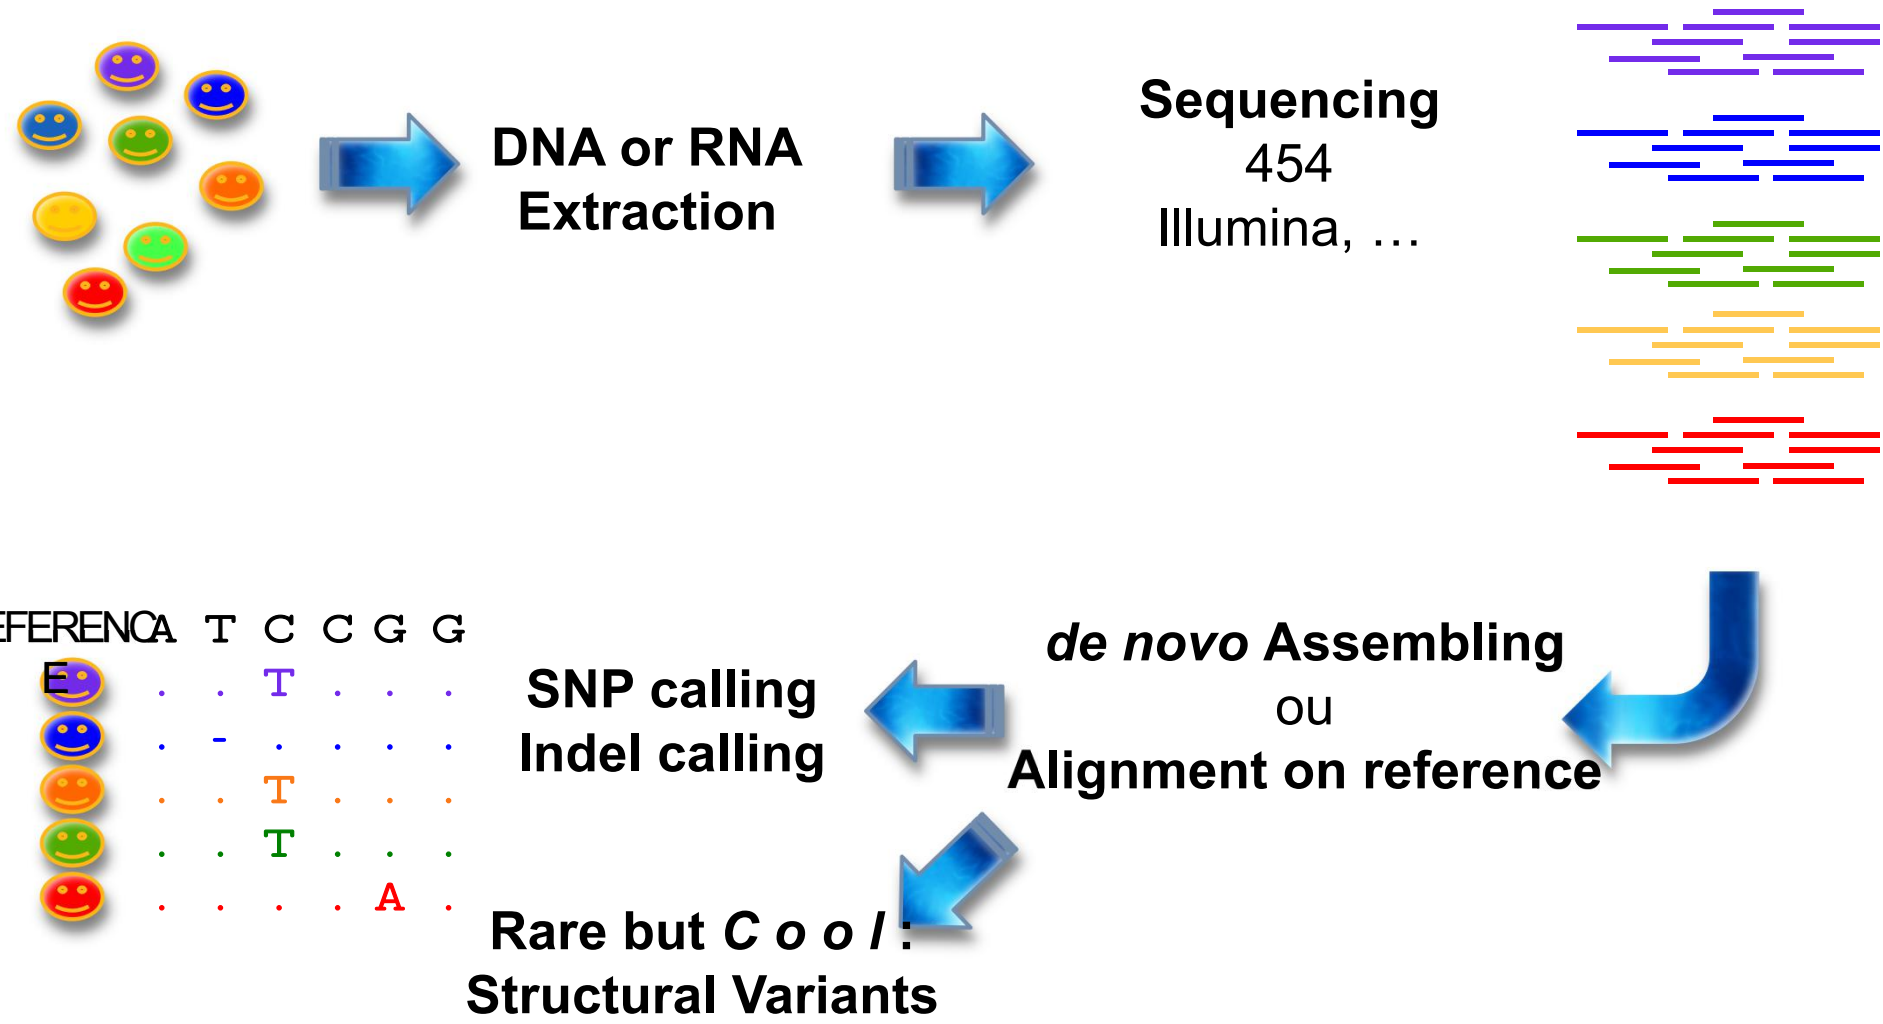 DNA or RNA
Extraction
Sequencing
454
Illumina, …
EFERENC A T C C G G
E
. . T . . .
. - . . . .
. . T . . .
. . T . . .
. . . . A .
SNP calling
Indel calling
de novo Assembling
ou
Alignment on reference
Rare but C o o l :
Structural Variants